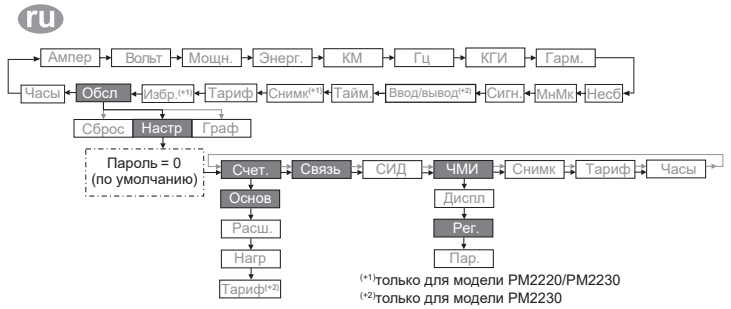 ru
Ампер Вольт Мощн. Энерг. КМ Гц КГИ Гарм.
Часы Обсл Избр.(+1) Тариф Снимк(+1) Тайм. Ввод/вывод(+2) Сигн. МнМк Несб
Сброс Настр Граф
Пароль = 0
(по умолчанию)
Счет. Связь СИД ЧМИ Снимк Тариф Часы
Основ Диспл
Расш. Рег.
Нагр Пар.
Тариф(+2)
(+1)только для модели PM2220/PM2230
(+2)только для модели PM2230